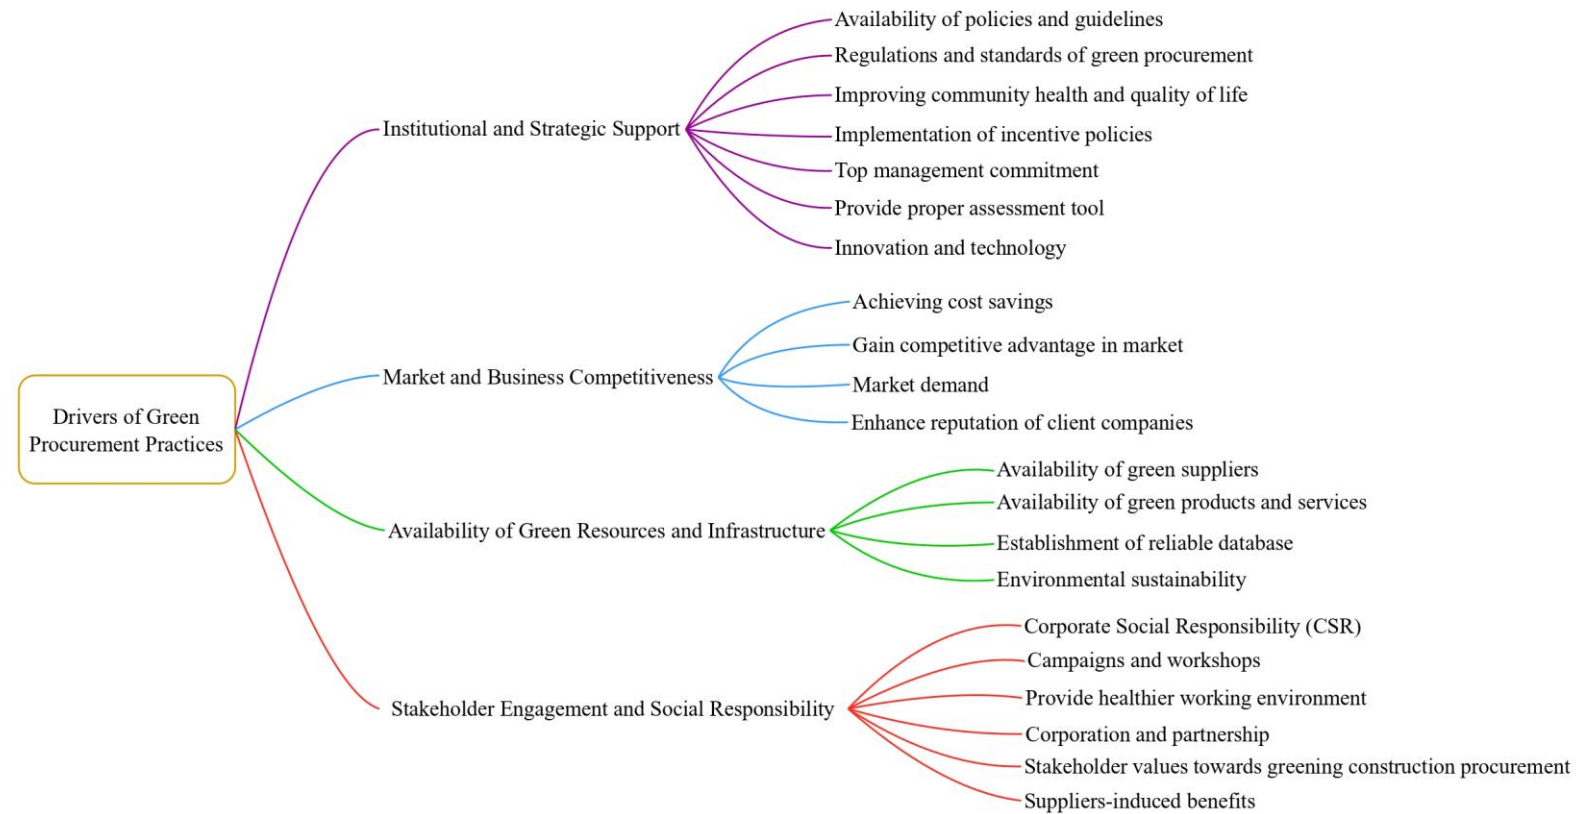 Drivers of Green
Procurement Practices
Institutional and Strategic Support
Availability of policies and guidelines
Regulations and standards of green procurement
Improving community health and quality of life
Implementation of incentive policies
Top management commitment
Provide proper assessment tool
Innovation and technology
Market and Business Competitiveness
Achieving cost savings
Gain competitive advantage in market
Market demand
Enhance reputation of client companies
Availability of Green Resources and Infrastructure
Availability of green suppliers
Availability of green products and services
Establishment of reliable database
Environmental sustainability
Stakeholder Engagement and Social Responsibility
Corporate Social Responsibility (CSR)
Campaigns and workshops
Provide healthier working environment
Corporation and partnership
Stakeholder values towards greening construction procurement
Suppliers-induced benefits